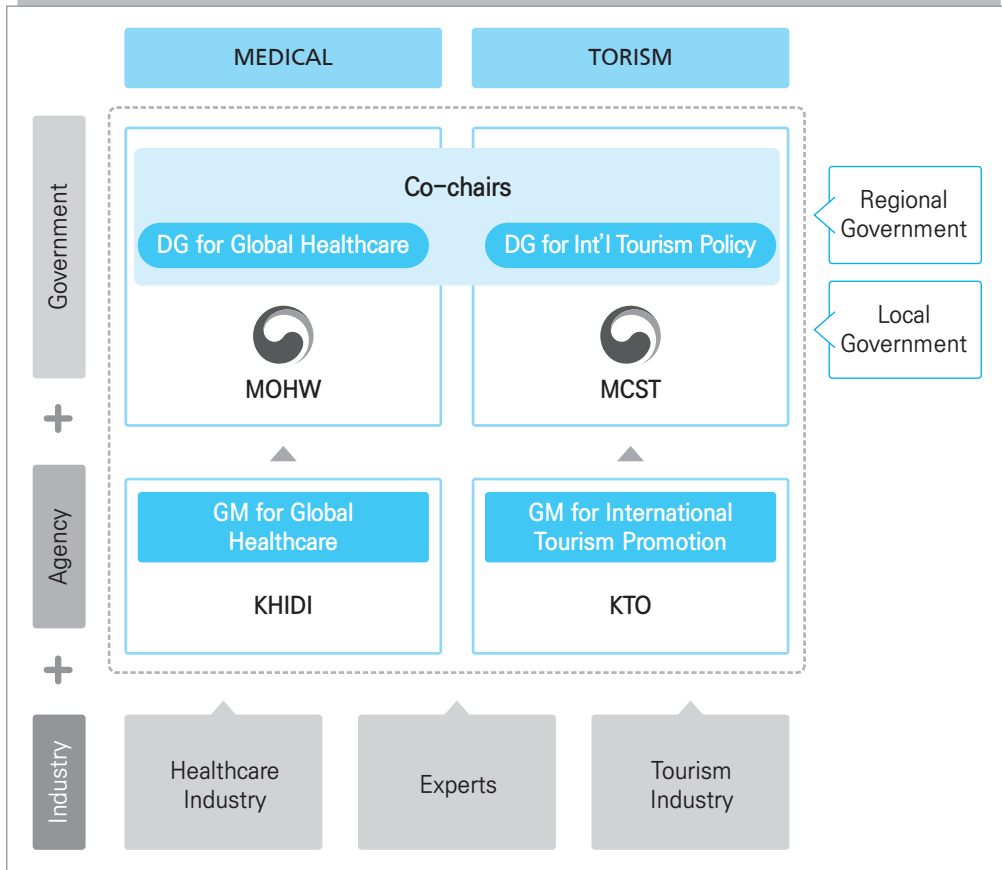 MEDICAL
TORISM
Government
Co-chairs
DG for Global Healthcare
DG for Int'l Tourism Policy
MOHW
MCST
Regional
Government
Local
Government
+
Agency
GM for Global
Healthcare
KHIDI
GM for International
Tourism Promotion
KTO
+
Industry
Healthcare
Industry
Experts
Tourism
Industry